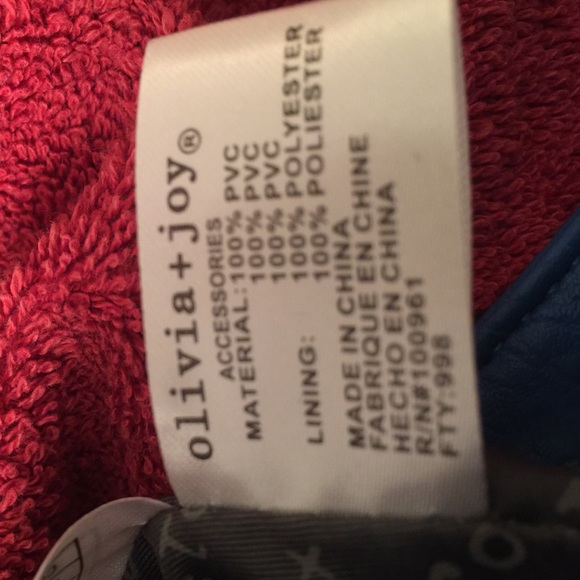 olivia+joy®
ACCESSORIES
MATERIAL:100% PVC
100% PVC
100% PVC
LINING: 100% POLYESTER
100% POLIESTER
MADE IN CHINA
FABRIQUE EN CHINE
HECHO EN CHINA
R/N#100961
FTY:998